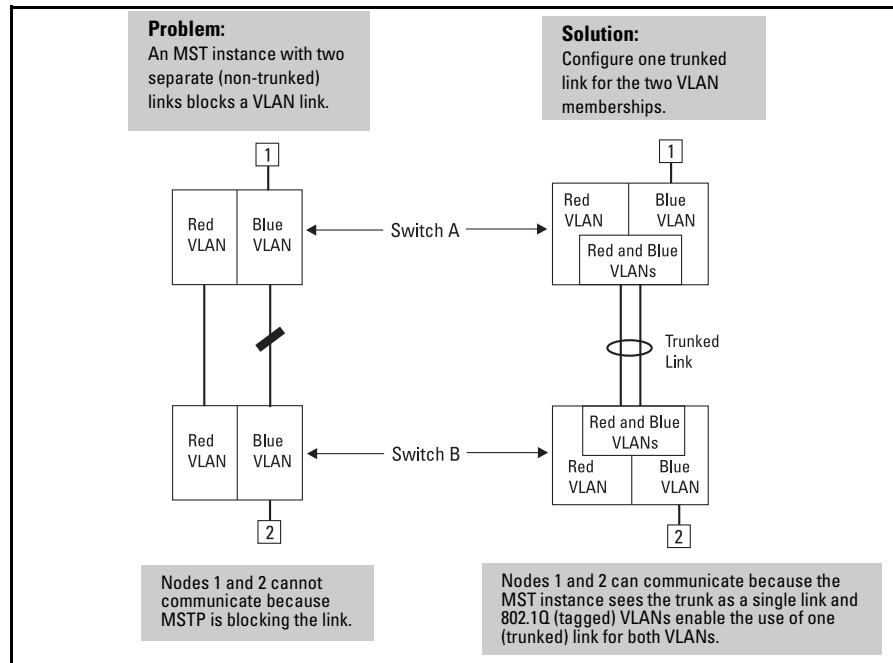 Problem:
An MST instance with two
separate (non-trunked)
links blocks a VLAN link.
Solution:
Configure one trunked
link for the two VLAN
memberships.
1
1
Red
VLAN
Blue
VLAN
Switch A
Red
VLAN
Blue
VLAN
Red and Blue
VLANs
Trunked
Link
Red
VLAN
Blue
VLAN
Switch B
Red and Blue
VLANs
Red
VLAN
Blue
VLAN
2
2
Nodes 1 and 2 cannot
communicate because
MSTP is blocking the link.
Nodes 1 and 2 can communicate because the
MST instance sees the trunk as a single link and
802.1Q (tagged) VLANs enable the use of one
(trunked) link for both VLANs.